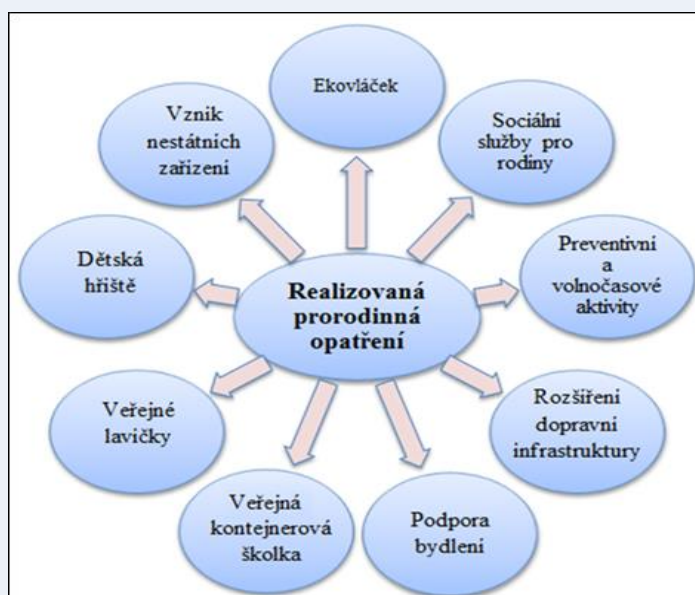 Realizovaná
prorodinná
opatření
Ekovláček
Sociální
služby pro
rodiny
Preventivní
a
volnočasové
aktivity
Rozšíření
dopravní
infrastruktury
Podpora
bydlení
Veřejná
kontejnerová
školka
Veřejné
lavičky
Dětská
hřiště
Vznik
nestátních
zařízení